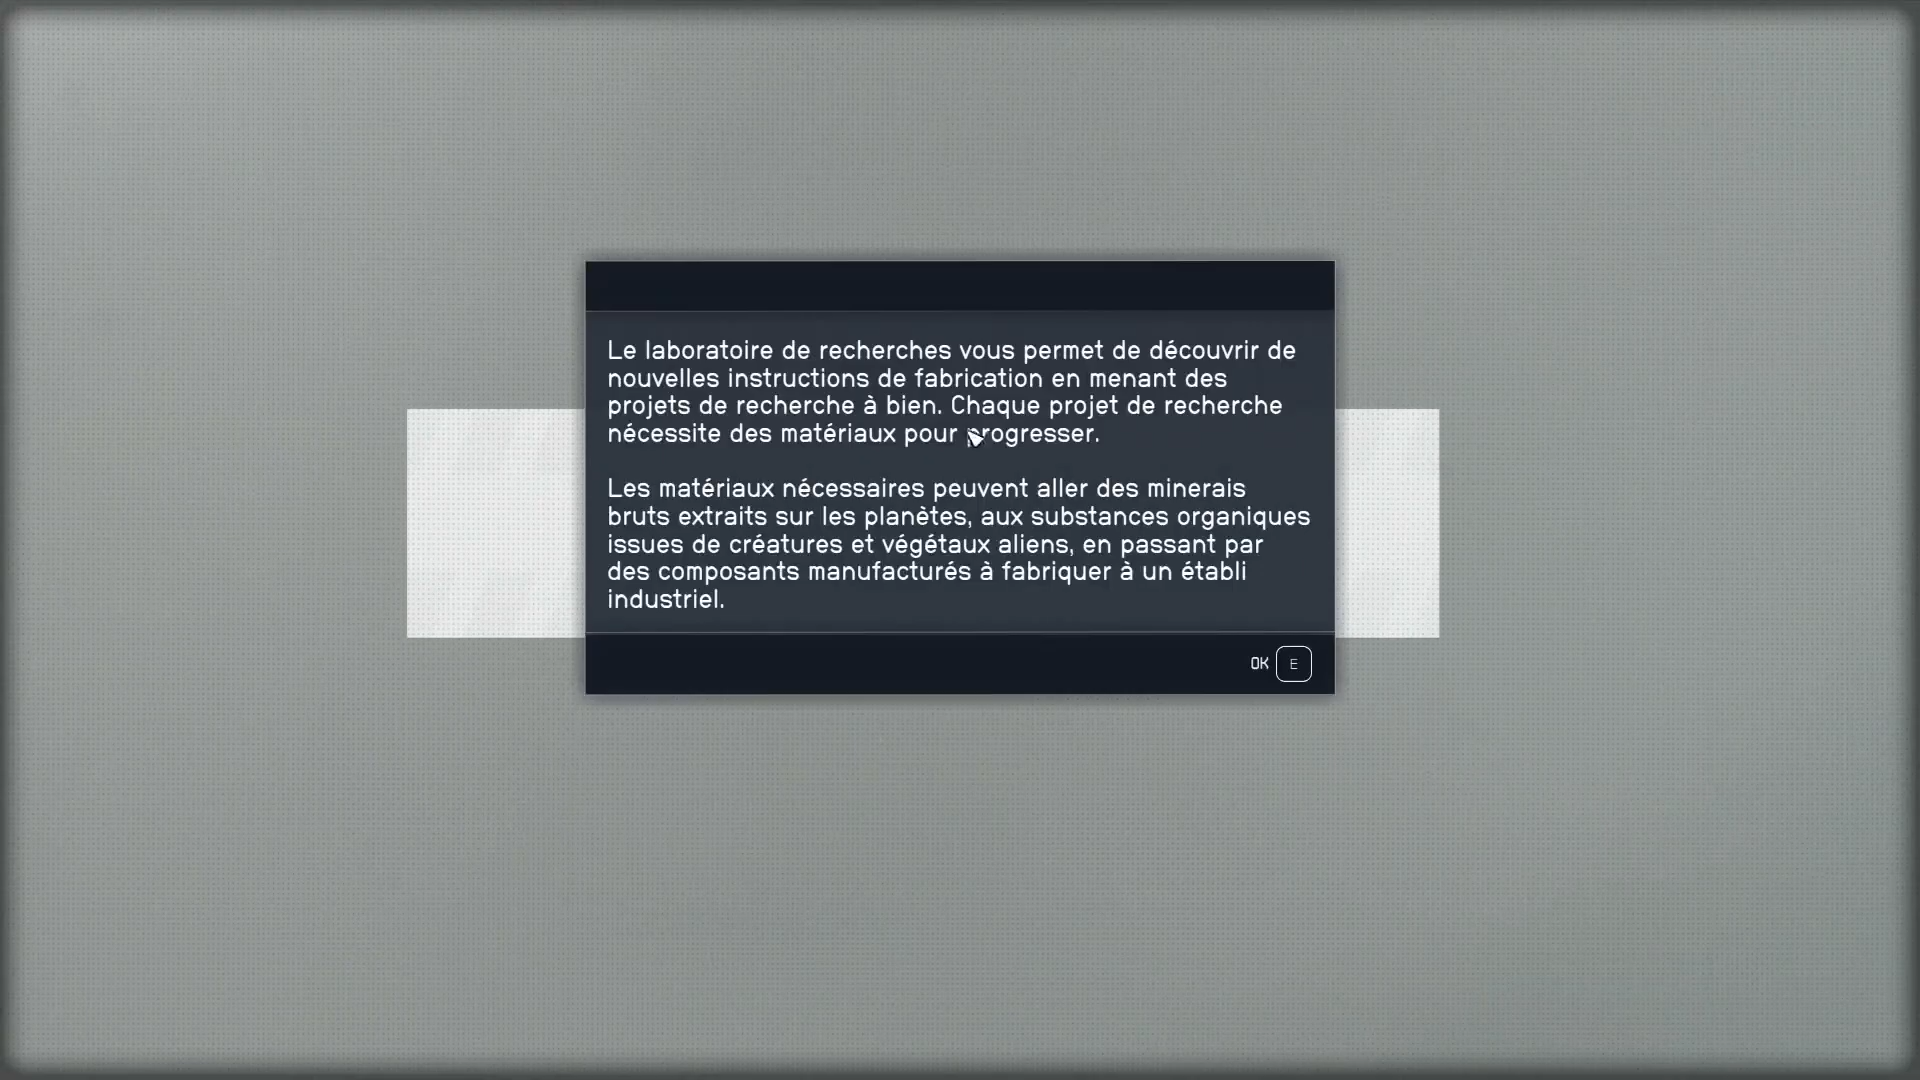 Le laboratoire de recherches vous permet de découvrir de
nouvelles instructions de fabrication en menant des
projets de recherche à bien. Chaque projet de recherche
nécessite des matériaux pour progresser.
Les matériaux nécessaires peuvent aller des minerais
bruts extraits sur les planètes, aux substances organiques
issues de créatures et végétaux aliens, en passant par
des composants manufacturés à fabriquer à un établi
industriel.
OK E